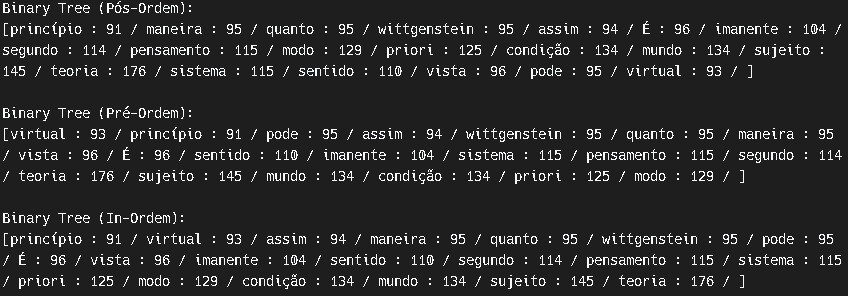 Binary Tree (Pós-Ordem):
[princípio : 91 / maneira : 95 / quanto : 95 / wittgenstein : 95 / assim : 94 / É : 96 / imanente : 104 /
segundo : 114 / pensamento : 115 / modo : 129 / priori : 125 / condição : 134 / mundo : 134 / sujeito :
145 / teoria : 176 / sistema : 115 / sentido : 110 / vista : 96 / pode : 95 / virtual : 93 / ]
Binary Tree (Pré-Ordem):
[virtual : 93 / princípio : 91 / pode : 95 / assim : 94 / wittgenstein : 95 / quanto : 95 / maneira : 95
/ vista : 96 / É : 96 / sentido : 110 / imanente : 104 / sistema : 115 / pensamento : 115 / segundo : 114
/ teoria : 176 / sujeito : 145 / mundo : 134 / condição : 134 / priori : 125 / modo : 129 / ]
Binary Tree (In-Ordem):
[princípio : 91 / virtual : 93 / assim : 94 / maneira : 95 / quanto : 95 / wittgenstein : 95 / pode : 95
/ É : 96 / vista : 96 / imanente : 104 / sentido : 110 / segundo : 114 / pensamento : 115 / sistema : 115
/ priori : 125 / modo : 129 / condição : 134 / mundo : 134 / sujeito : 145 / teoria : 176 / ]